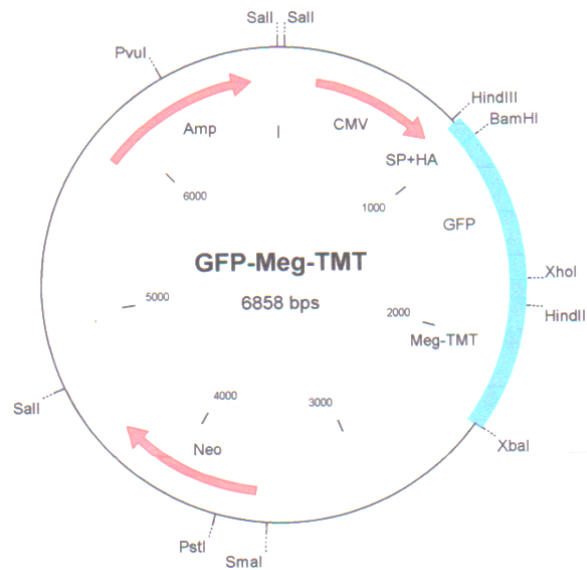 SalI SalI
PvuI
HindIII
BamHI
Amp
CMV
SP+HA
I
6000
1000
GFP
GFP-Meg-TMT
6858 bps
XhoI
HindII
5000
2000
Meg-TMT
4000
3000
SalI
Neo
XbaI
PstI
SmaI